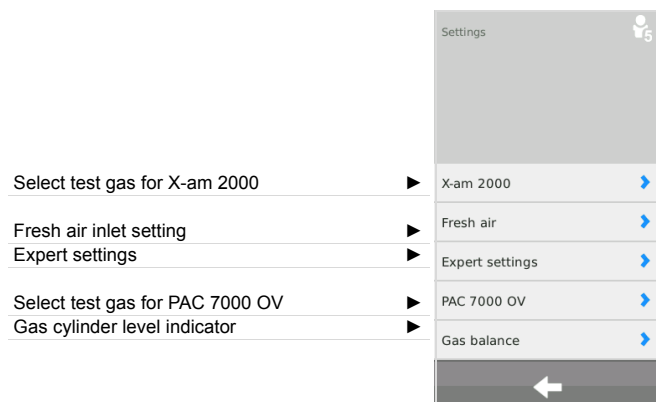 Settings
5
Select test gas for X-am 2000 ►
X-am 2000
Fresh air inlet setting ►
Fresh air
Expert settings ►
Expert settings
Select test gas for PAC 7000 OV ►
PAC 7000 OV
Gas cylinder level indicator ►
Gas balance